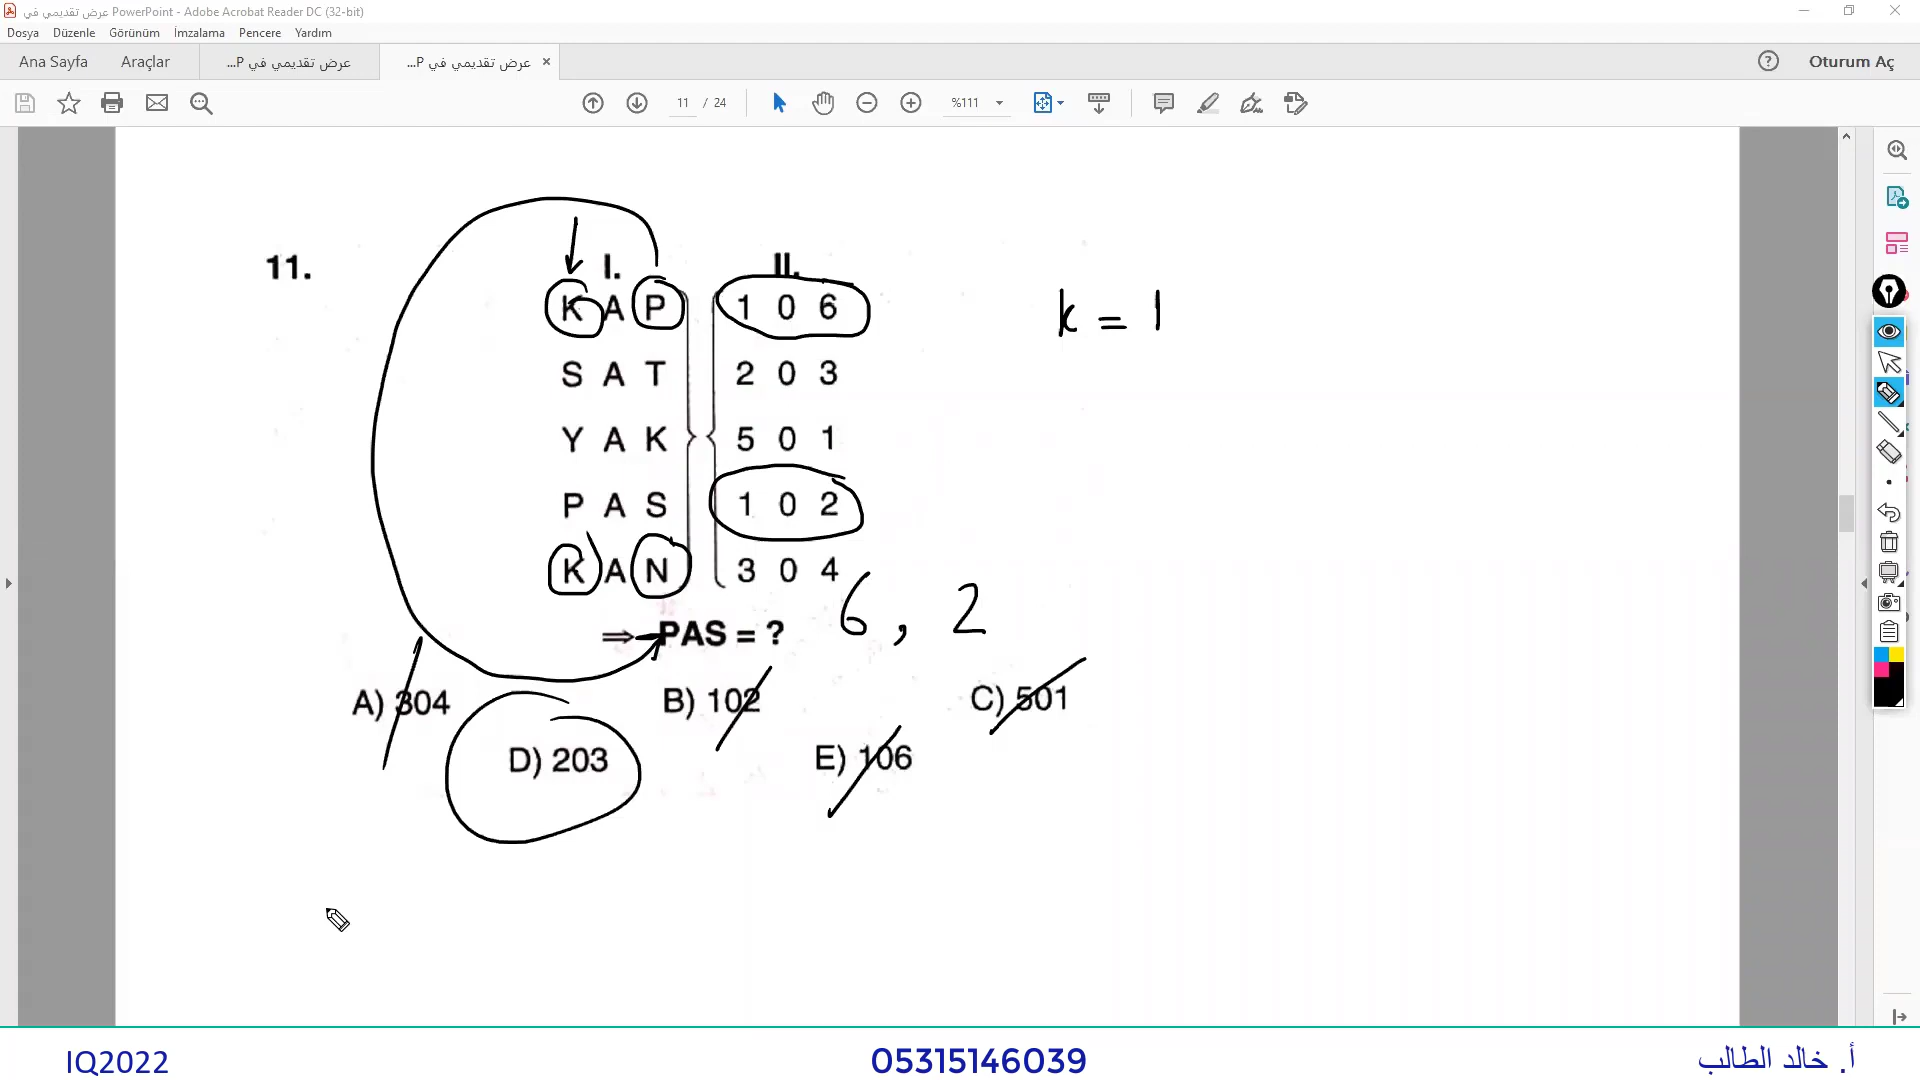 عرض تقديمي في PowerPoint - Adobe Acrobat Reader DC (32-bit)
Dosya Düzenle Görünüm İmzalama Pencere Yardım
Ana Sayfa Araçlar عرض تقديمي في P... عرض تقديمي في P... × Oturum Aç
11 / 24 %111
11. I. II.
K A P 1 0 6 k = 1
S A T 2 0 3
Y A K 5 0 1
P A S 1 0 2
K A N 3 0 4
⇒ PAS = ? 6 , 2
A) 304 B) 102 C) 501
D) 203 E) 106
IQ2022 05315146039 أ. خالد الطالب